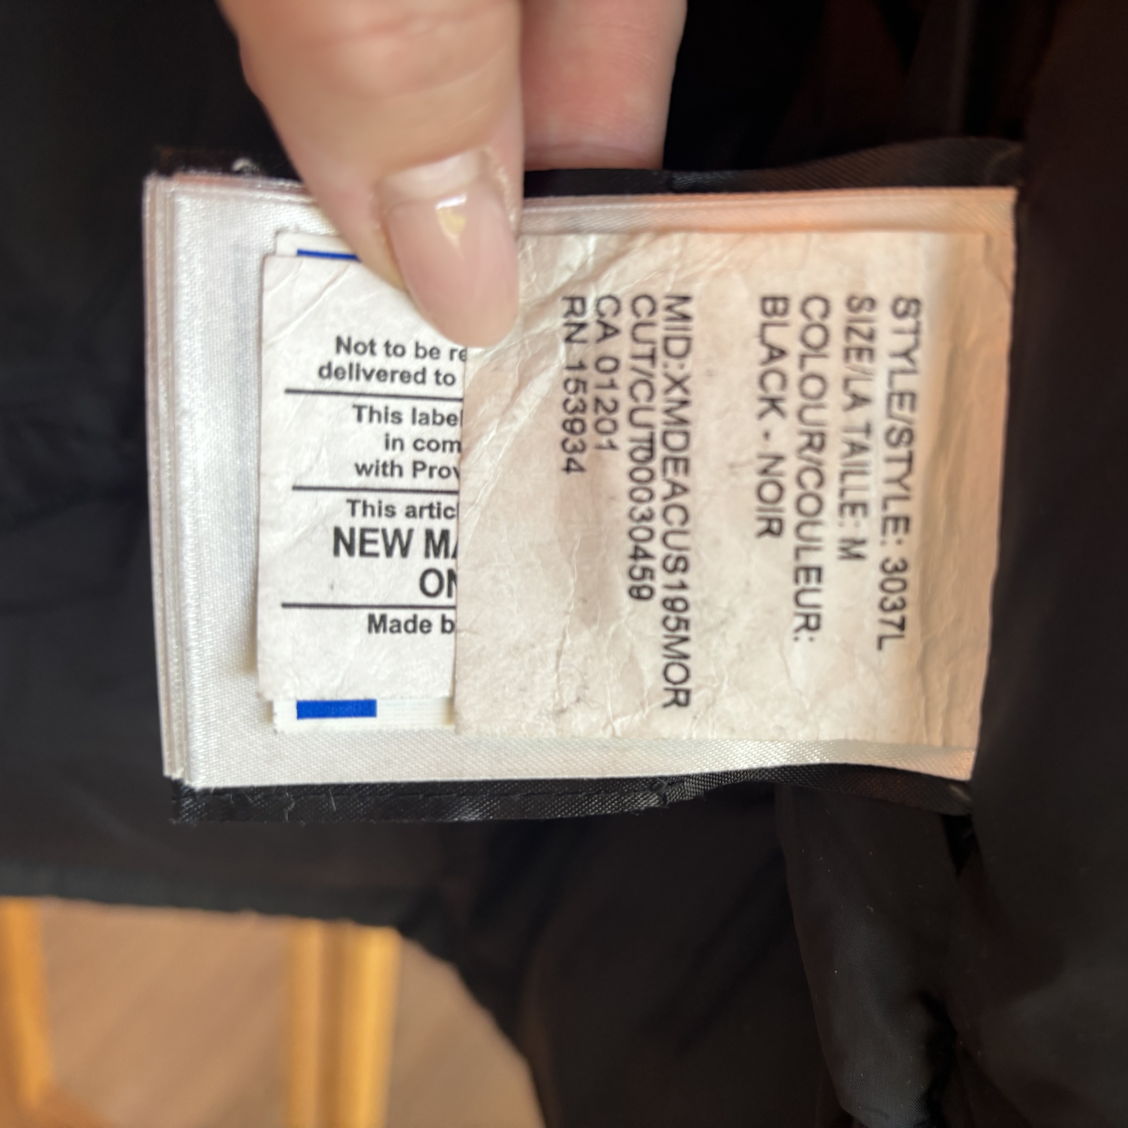 STYLE/STYLE: 3037L
SIZE/LA TAILLE: M
COLOUR/COULEUR:
BLACK - NOIR
MID:XMDEACUS195MOR
CUT/CUT00030459
CA 01201
RN 153934
Not to be re
delivered to
This label
in com
with Prov
This artic
NEW MA
ON
Made b